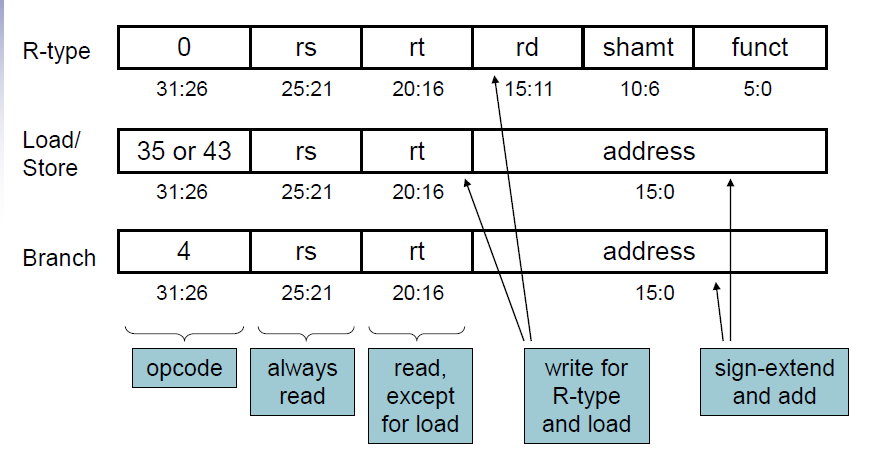 R-type 0 rs rt rd shamt funct
31:26 25:21 20:16 15:11 10:6 5:0
Load/
Store 35 or 43 rs rt address
31:26 25:21 20:16 15:0
Branch 4 rs rt address
31:26 25:21 20:16 15:0
opcode
always
read
read,
except
for load
write for
R-type
and load
sign-extend
and add